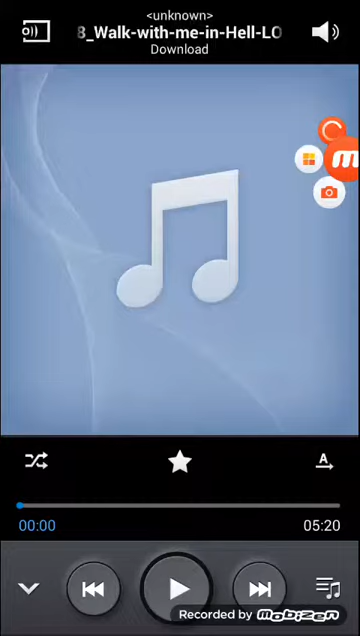 <unknown>
8_Walk-with-me-in-Hell-LO
Download
A
00:00
05:20
Recorded by mobizen